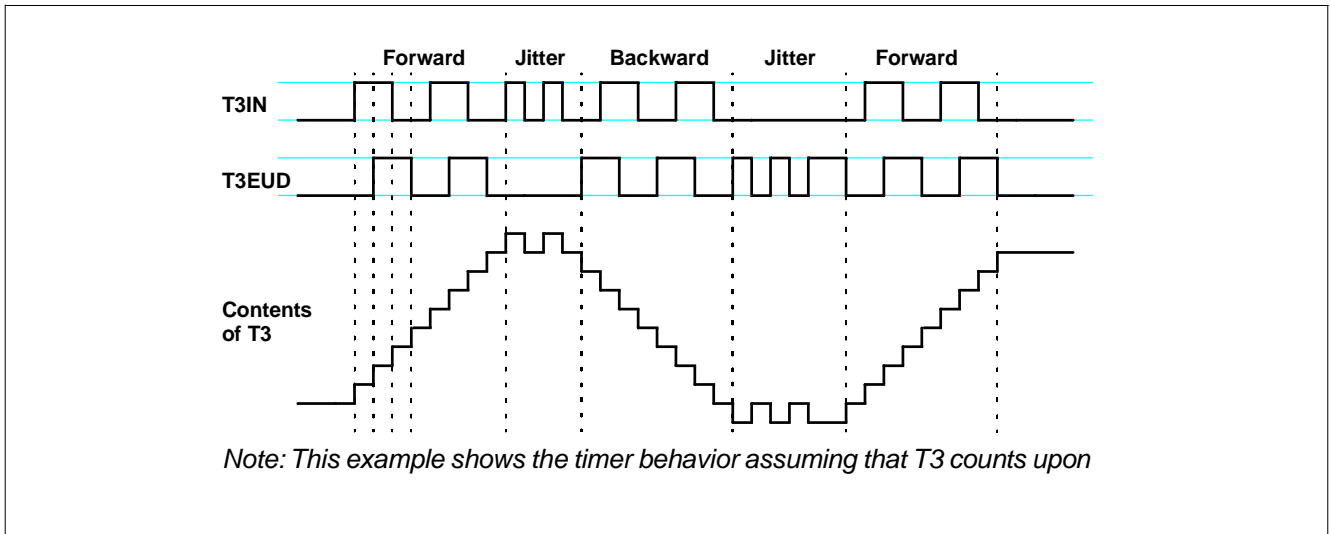 Forward Jitter Backward Jitter Forward
T3IN
T3EUD
Contents
of T3
Note: This example shows the timer behavior assuming that T3 counts upon